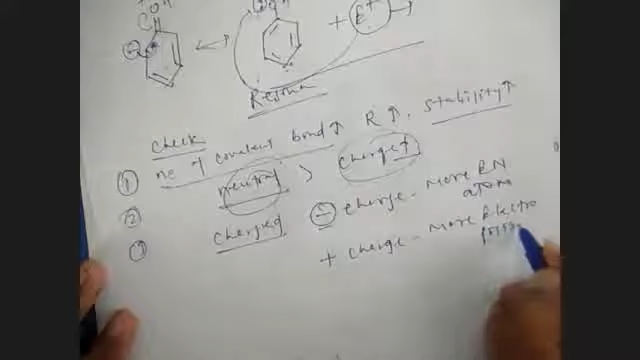 + E+ →
Resona
Check
① no of covalent bond ↑ R ↑, stability ↑
② neutral > charged
③ charged ⊖ charge - more EN
atom
+ charge - more Electro